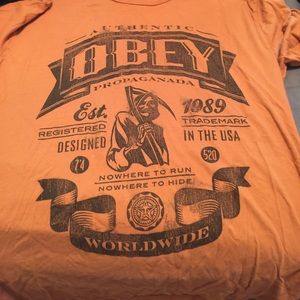 AUTHENTIC
OBEY
PROPAGANADA
Est. 1989
REGISTERED TRADEMARK
DESIGNED IN THE USA
74 520
NOWHERE TO RUN
NOWHERE TO HIDE
WORLDWIDE